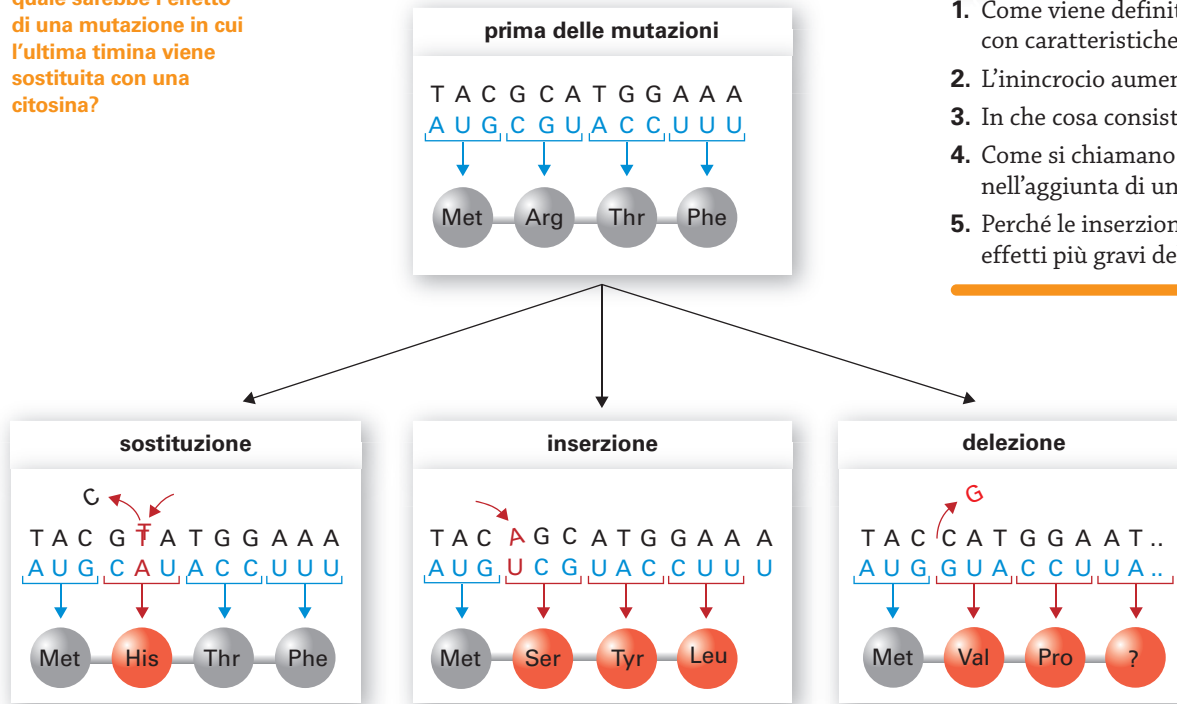 quale sarebbe l'effetto
di una mutazione in cui
l'ultima timina viene
sostituita con una
citosina?
prima delle mutazioni
T A C G C A T G G A A A
A U G C G U A C C U U U
Met Arg Thr Phe
1. Come viene definit
con caratteristiche
2. L'inincrocio aumen
3. In che cosa consist
4. Come si chiamano
nell'aggiunta di un
5. Perché le inserzion
effetti più gravi de
sostituzione
C
T A C G T A T G G A A A
A U G C A U A C C U U U
Met His Thr Phe
inserzione
T A C A G C A T G G A A A
A U G U C G U A C C U U U
Met Ser Tyr Leu
delezione
G
T A C C A T G G A A T ..
A U G G U A C C U U A ..
Met Val Pro ?